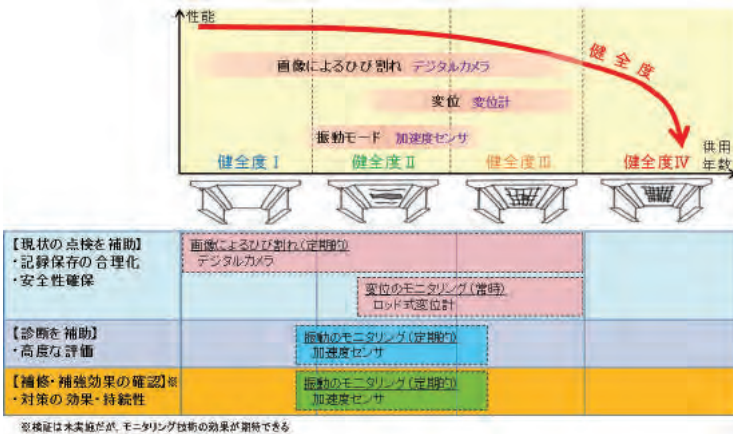 性能
画像によるひび割れ デジタルカメラ
健全度
変位 変位計
振動モード 加速度センサ
供用
年数
健全度Ⅰ 健全度Ⅱ 健全度Ⅲ 健全度Ⅳ
【現状の点検を補助】
・記録保存の合理化
・安全性確保
画像によるひび割れ(定期的)
デジタルカメラ
変位のモニタリング(常時)
ロッド式変位計
【診断を補助】
・高度な評価
振動のモニタリング(定期的)
加速度センサ
【補修・補強効果の確認】※
・対策の効果・持続性
振動のモニタリング(定期的)
加速度センサ
※検証は未実施だが、モニタリング技術の効果が期待できる